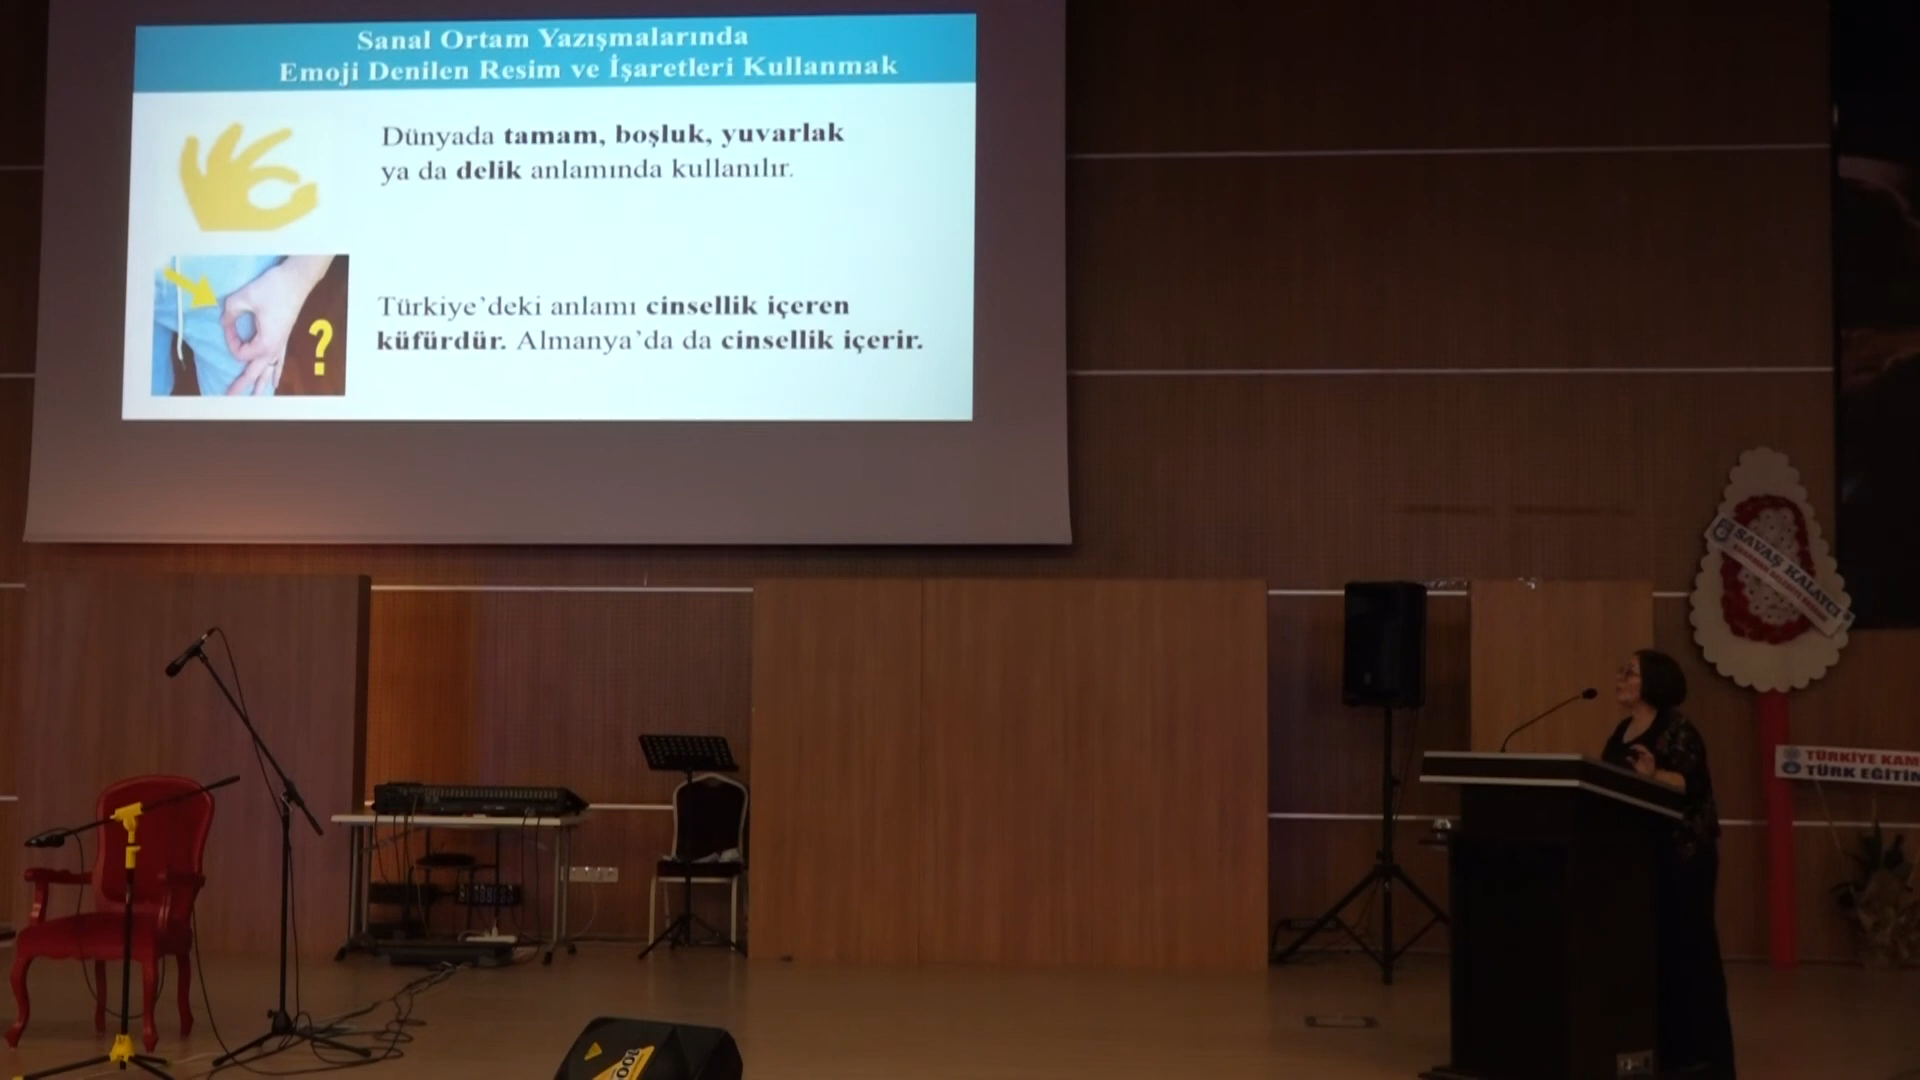 Sanal Ortam Yazışmalarında
Emoji Denilen Resim ve İşaretleri Kullanmak
Dünyada tamam, boşluk, yuvarlak
ya da delik anlamında kullanılır.
?
Türkiye'deki anlamı cinsellik içeren
küfürdür. Almanya'da da cinsellik içerir.
SAVAŞ KALAYCI
TÜRKİYE KAM
TÜRK EĞİTİ